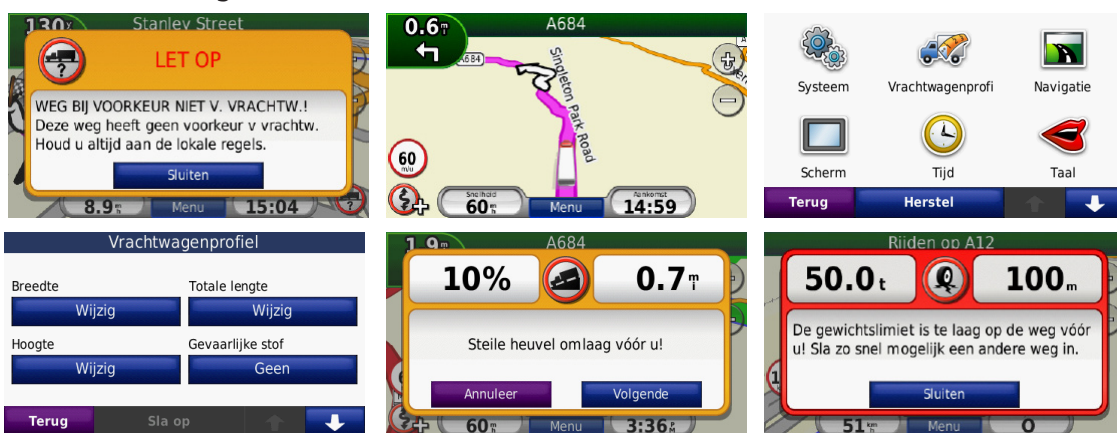 130
Stanley Street
LET OP
WEG BIJ VOORKEUR NIET V. VRACHTW.!
Deze weg heeft geen voorkeur v vrachtw.
Houd u altijd aan de lokale regels.
Sluiten
8.9
Menu
15:04
0.6
A684
A684
Singleton Park Road
60
m/u
Snelheid
60
Menu
Aankomst
14:59
Systeem
Vrachtwagenprofi
Navigatie
Scherm
Tijd
Taal
Terug
Herstel
Vrachtwagenprofiel
Breedte
Totale lengte
Wijzig
Wijzig
Hoogte
Gevaarlijke stof
Wijzig
Geen
Terug
Sla op
1.9
A684
10%
0.7
Steile heuvel omlaag vóór u!
Annuleer
Volgende
60
Menu
3:36
Rijden op A12
50.0 t
100 m
De gewichtslimiet is te laag op de weg vóór
u! Sla zo snel mogelijk een andere weg in.
Sluiten
51
Menu
O